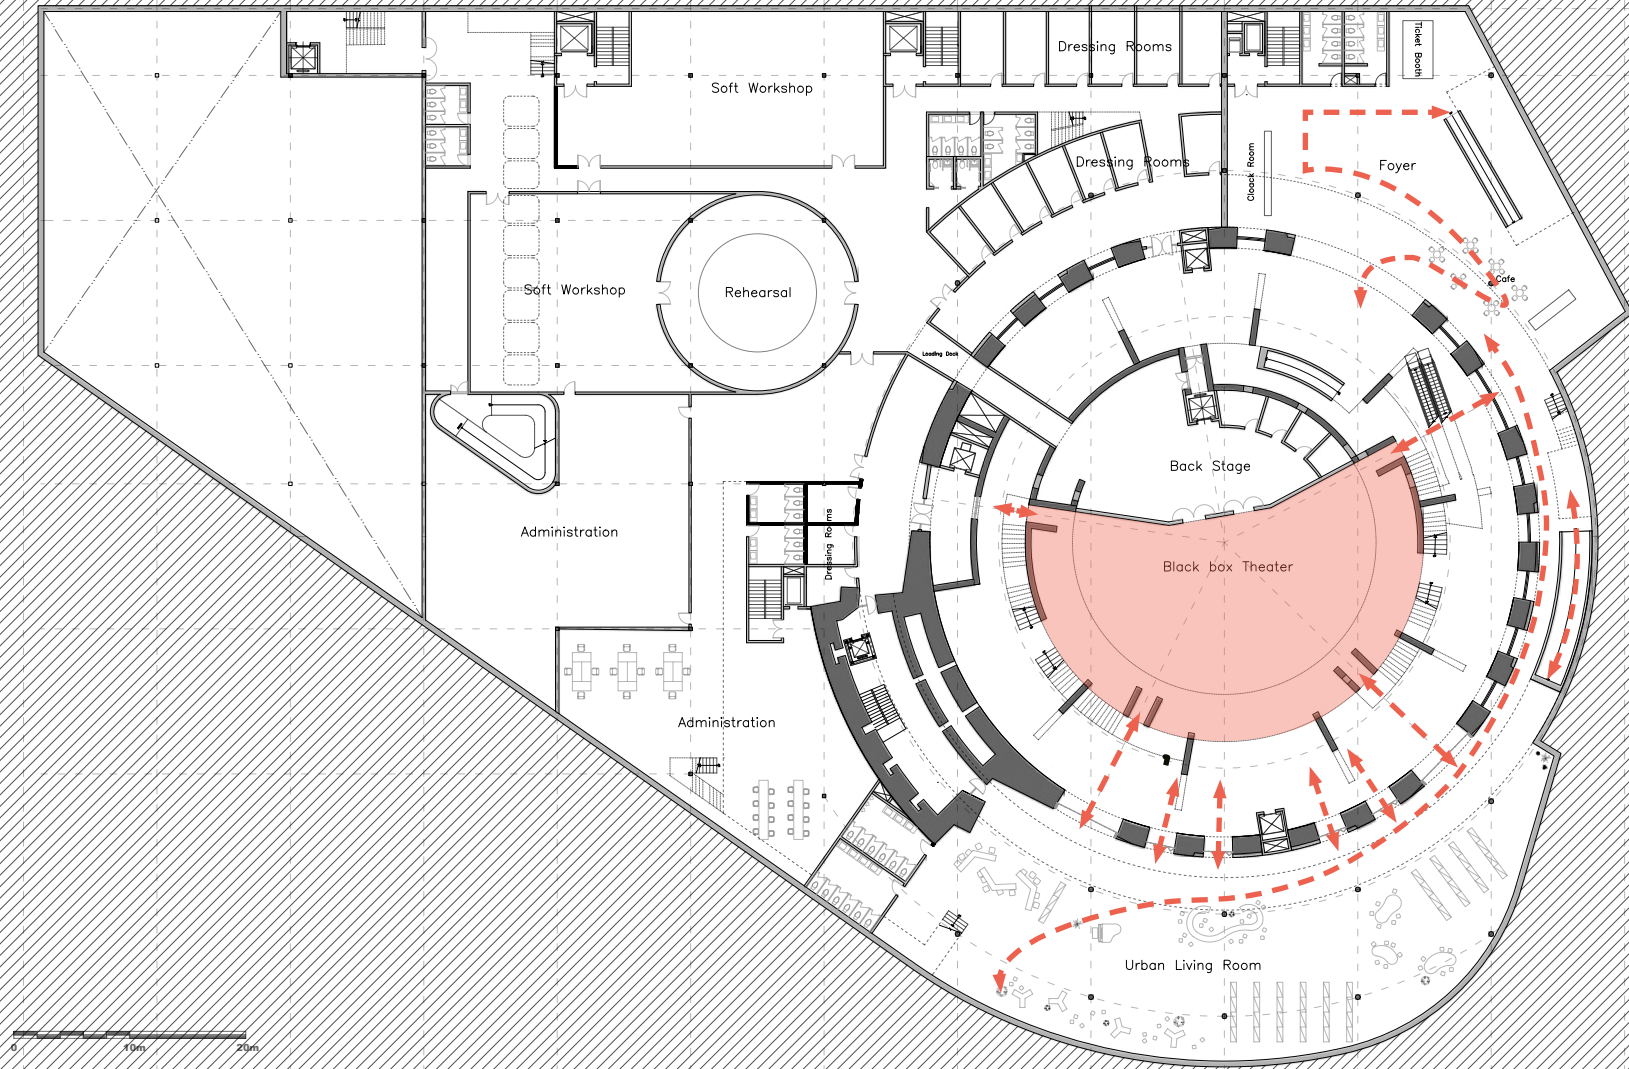 Dressing Rooms
Ticket Booth
Soft Workshop
Dressing Rooms
Cloack Room
Foyer
Cafe
Soft Workshop
Rehearsal
Loading Dock
Back Stage
Administration
Dressing Rooms
Black box Theater
Administration
Urban Living Room
0 10m 20m